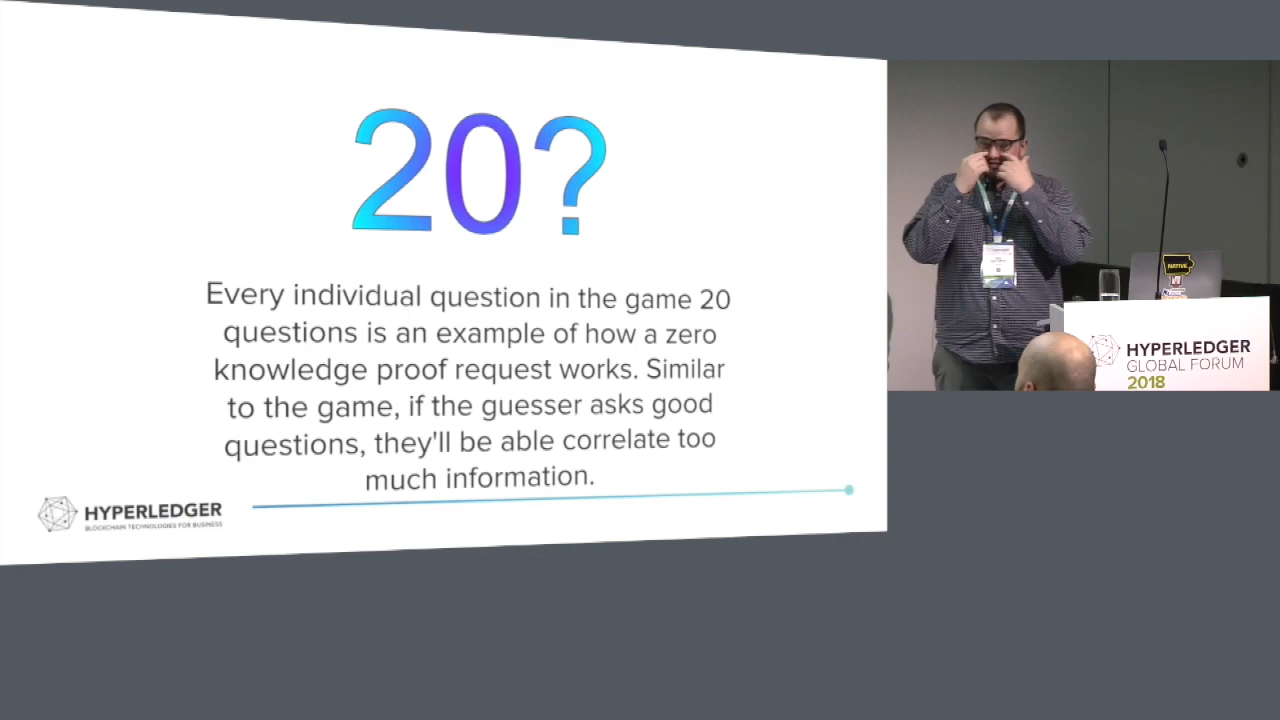 20?
Every individual question in the game 20
questions is an example of how a zero
knowledge proof request works. Similar
to the game, if the guesser asks good
questions, they'll be able correlate too
much information.
HYPERLEDGER
BLOCKCHAIN TECHNOLOGIES FOR BUSINESS
NATIVE
HYPERLEDGER
GLOBAL FORUM
2018